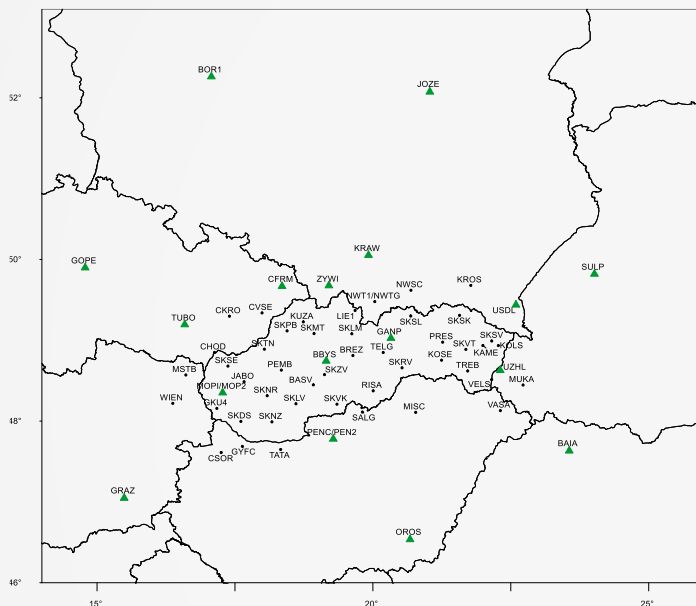 BOR1
JOZE
52°
KRAW
50°
GOPE
CFRM
ZYWI
NWSC
KROS
SULP
NWT1/NWTG
USDL
CKRO
CVSE
KUZA
LIE1
SKSL
SKSK
TUBO
SKPB
SKMT
SKLM
GANP
PRES
SKSV
CHOD
SKTN
TELG
SKVT
KAME
KOLS
SKSE
BBYS
BREZ
KOSE
MSTB
JABO
PEMB
SKZV
SKRV
TREB
UZHL
MOPI/MOP2
BASV
RISA
VELS
MUKA
WIEN
GKU4
SKNR
SKLV
SKVK
VASA
48°
SKDS
SKNZ
SALG
MISC
PENC/PEN2
BAIA
CSOR
GYFC
TATA
GRAZ
OROS
46°
15°
20°
25°